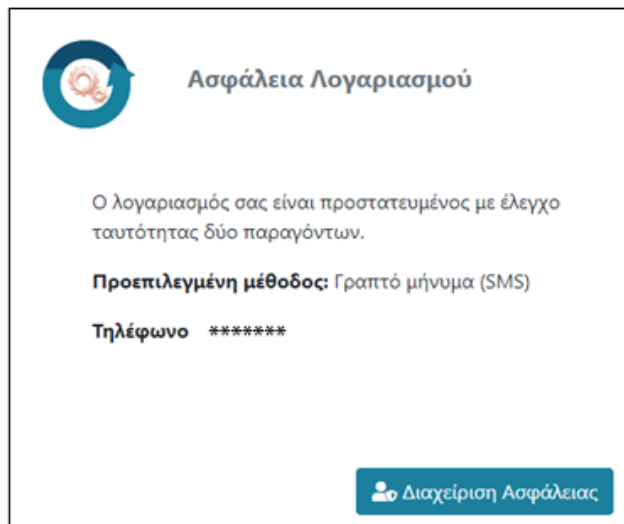 Ασφάλεια Λογαριασμού
Ο λογαριασμός σας είναι προστατευμένος με έλεγχο
ταυτότητας δύο παραγόντων.
Προεπιλεγμένη μέθοδος: Γραπτό μήνυμα (SMS)
Τηλέφωνο *******
Διαχείριση Ασφάλειας